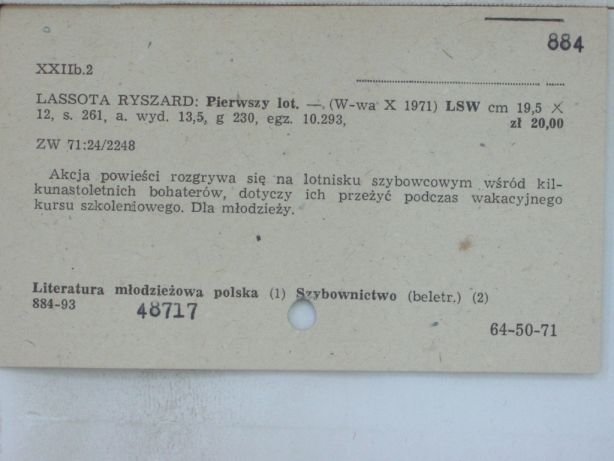 884
XXIIb.2
LASSOTA RYSZARD: Pierwszy lot. — (W-wa X 1971) LSW cm 19,5 ×
12, s. 261, a. wyd. 13,5, g 230, egz. 10.293, zł 20,00
ZW 71:24/2248
Akcja powieści rozgrywa się na lotnisku szybowcowym wśród kil-
kunastoletnich bohaterów, dotyczy ich przeżyć podczas wakacyjnego
kursu szkoleniowego. Dla młodzieży.
Literatura młodzieżowa polska (1) Szybownictwo (beletr.) (2)
884-93 48717
64-50-71